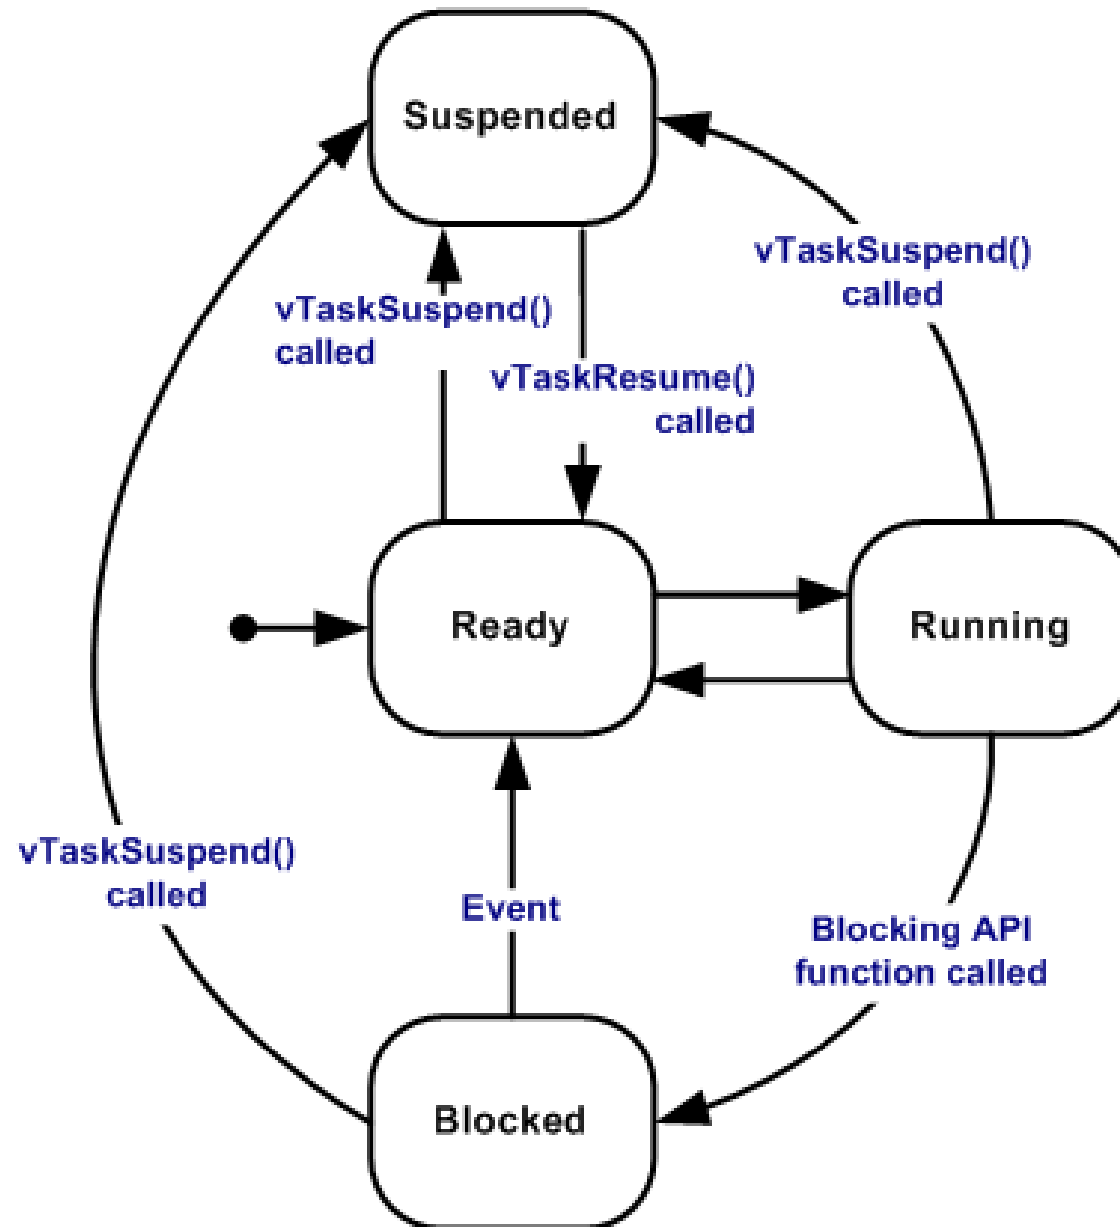 Suspended
vTaskSuspend()
called
vTaskSuspend()
called
vTaskResume()
called
Ready
Running
vTaskSuspend()
called
Event
Blocking API
function called
Blocked